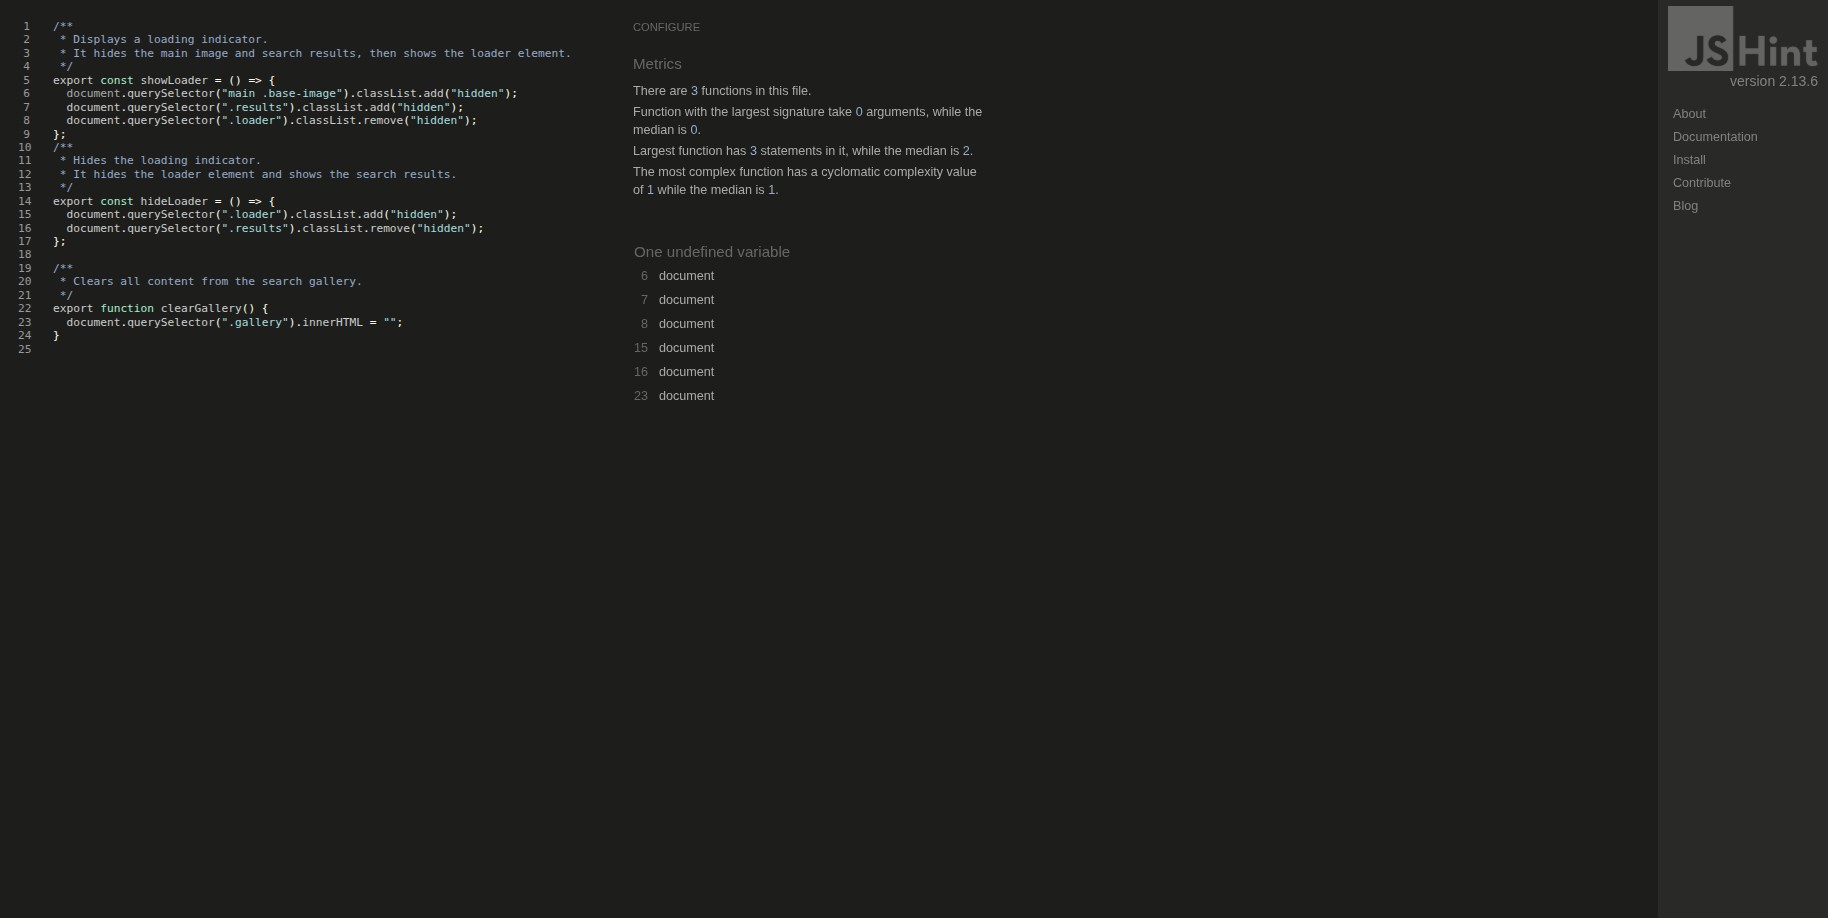 1 /**
2 * Displays a loading indicator.
3 * It hides the main image and search results, then shows the loader element.
4 */
5 export const showLoader = () => {
6 document.querySelector("main .base-image").classList.add("hidden");
7 document.querySelector(".results").classList.add("hidden");
8 document.querySelector(".loader").classList.remove("hidden");
9 };
10 /**
11 * Hides the loading indicator.
12 * It hides the loader element and shows the search results.
13 */
14 export const hideLoader = () => {
15 document.querySelector(".loader").classList.add("hidden");
16 document.querySelector(".results").classList.remove("hidden");
17 };
18
19 /**
20 * Clears all content from the search gallery.
21 */
22 export function clearGallery() {
23 document.querySelector(".gallery").innerHTML = "";
24 }
25
CONFIGURE
Metrics
There are 3 functions in this file.
Function with the largest signature take 0 arguments, while the
median is 0.
Largest function has 3 statements in it, while the median is 2.
The most complex function has a cyclomatic complexity value
of 1 while the median is 1.
One undefined variable
6 document
7 document
8 document
15 document
16 document
23 document
JSHint
version 2.13.6
About
Documentation
Install
Contribute
Blog